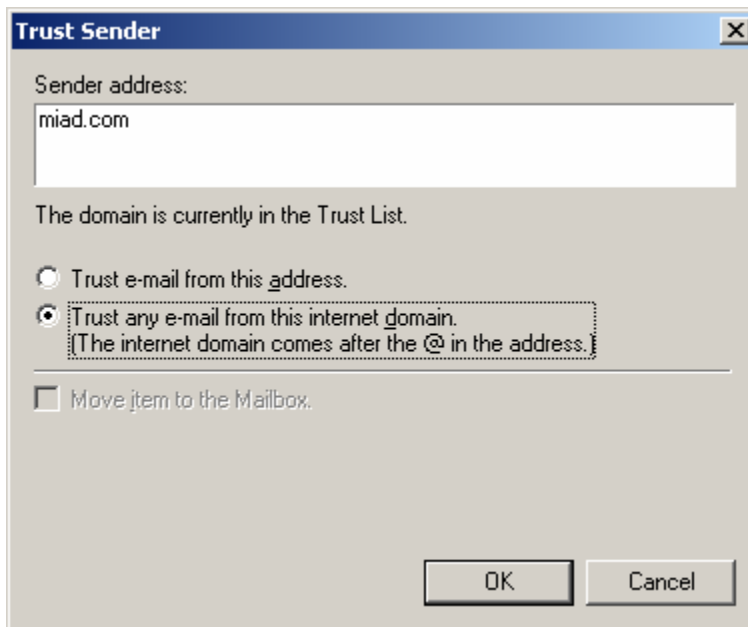 Trust Sender
Sender address:
miad.com
The domain is currently in the Trust List.
Trust e-mail from this address.
Trust any e-mail from this internet domain.
(The internet domain comes after the @ in the address.)
Move item to the Mailbox.
OK
Cancel